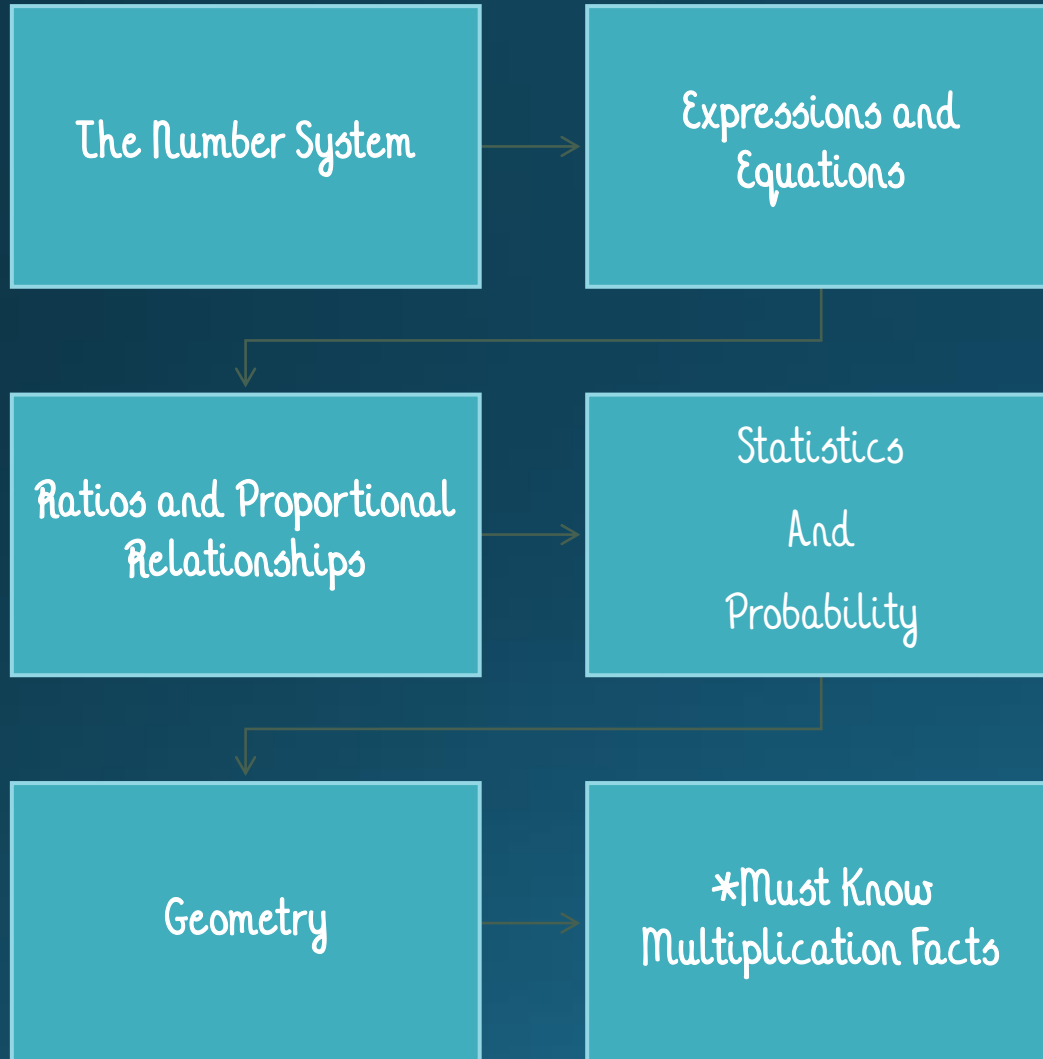 The Number System
Expressions and
Equations
Ratios and Proportional
Relationships
Statistics
And
Probability
Geometry
*Must Know
Multiplication Facts